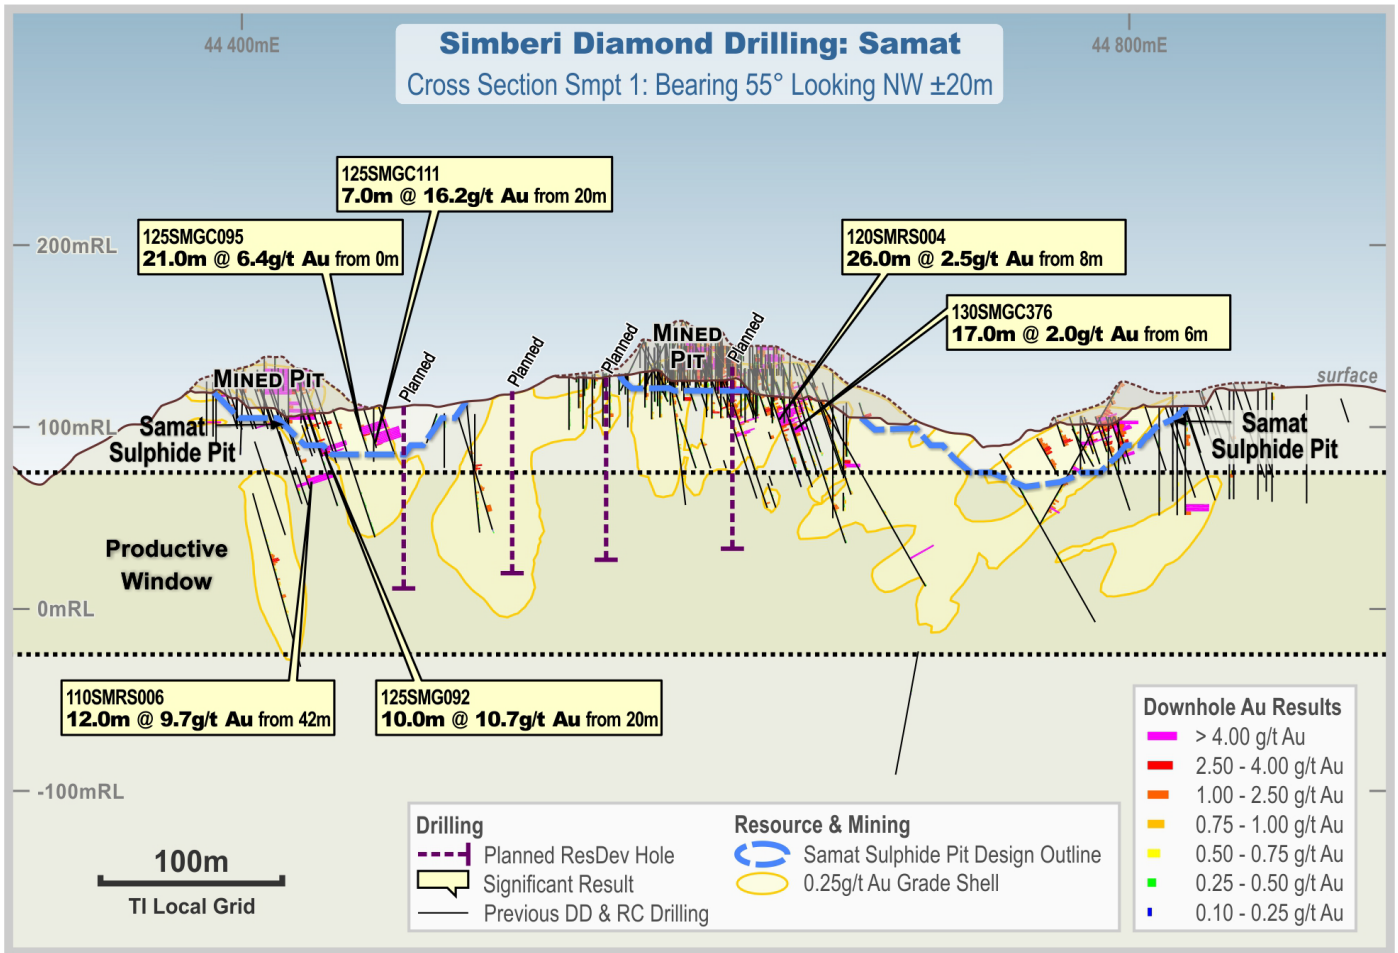 44 400mE
44 800mE
Simberi Diamond Drilling: Samat
Cross Section Smpt 1: Bearing 55° Looking NW ±20m
125SMGC111
7.0m @ 16.2g/t Au from 20m
125SMGC095
21.0m @ 6.4g/t Au from 0m
120SMRS004
26.0m @ 2.5g/t Au from 8m
130SMGC376
17.0m @ 2.0g/t Au from 6m
200mRL
MINED PIT
Planned
Planned
Planned
MINED
PIT
Planned
surface
100mRL
Samat
Sulphide Pit
Samat
Sulphide Pit
Productive
Window
0mRL
110SMRS006
12.0m @ 9.7g/t Au from 42m
125SMG092
10.0m @ 10.7g/t Au from 20m
-100mRL
100m
TI Local Grid
Drilling
Planned ResDev Hole
Significant Result
Previous DD & RC Drilling
Resource & Mining
Samat Sulphide Pit Design Outline
0.25g/t Au Grade Shell
Downhole Au Results
> 4.00 g/t Au
2.50 - 4.00 g/t Au
1.00 - 2.50 g/t Au
0.75 - 1.00 g/t Au
0.50 - 0.75 g/t Au
0.25 - 0.50 g/t Au
0.10 - 0.25 g/t Au